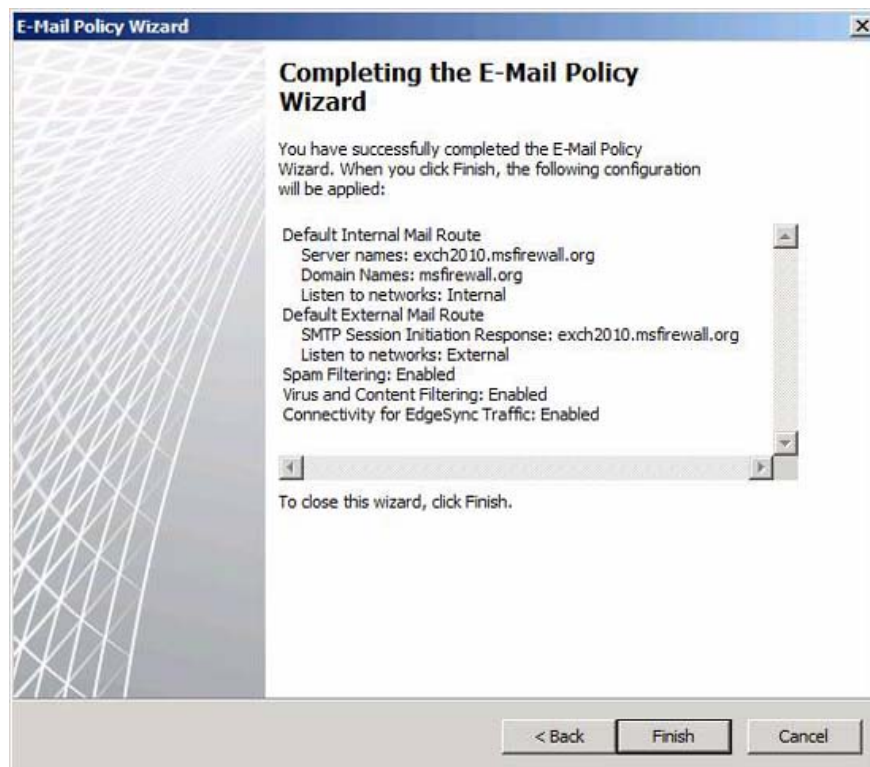 E-Mail Policy Wizard
Completing the E-Mail Policy
Wizard
You have successfully completed the E-Mail Policy
Wizard. When you click Finish, the following configuration
will be applied:
Default Internal Mail Route
Server names: exch2010.msfirewall.org
Domain Names: msfirewall.org
Listen to networks: Internal
Default External Mail Route
SMTP Session Initiation Response: exch2010.msfirewall.org
Listen to networks: External
Spam Filtering: Enabled
Virus and Content Filtering: Enabled
Connectivity for EdgeSync Traffic: Enabled
To close this wizard, click Finish.
< Back
Finish
Cancel